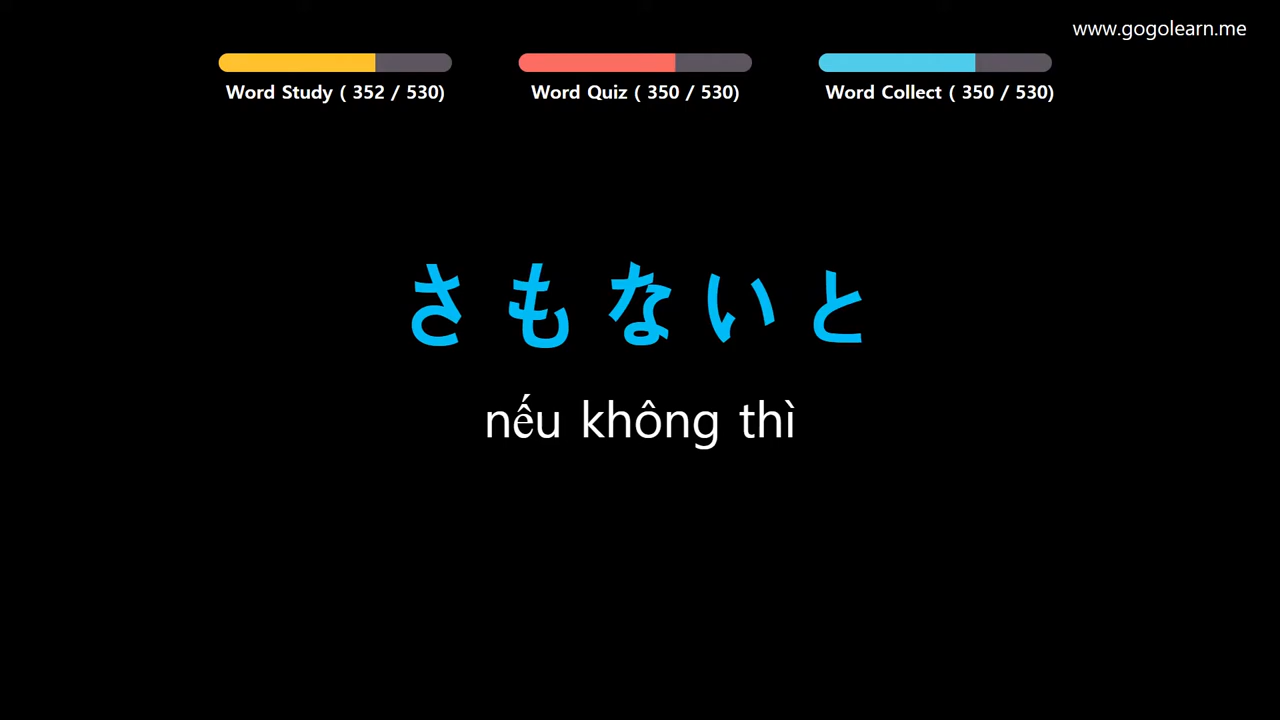 www.gogolearn.me
Word Study ( 352 / 530)
Word Quiz ( 350 / 530)
Word Collect ( 350 / 530)
さもないと
nếu không thì